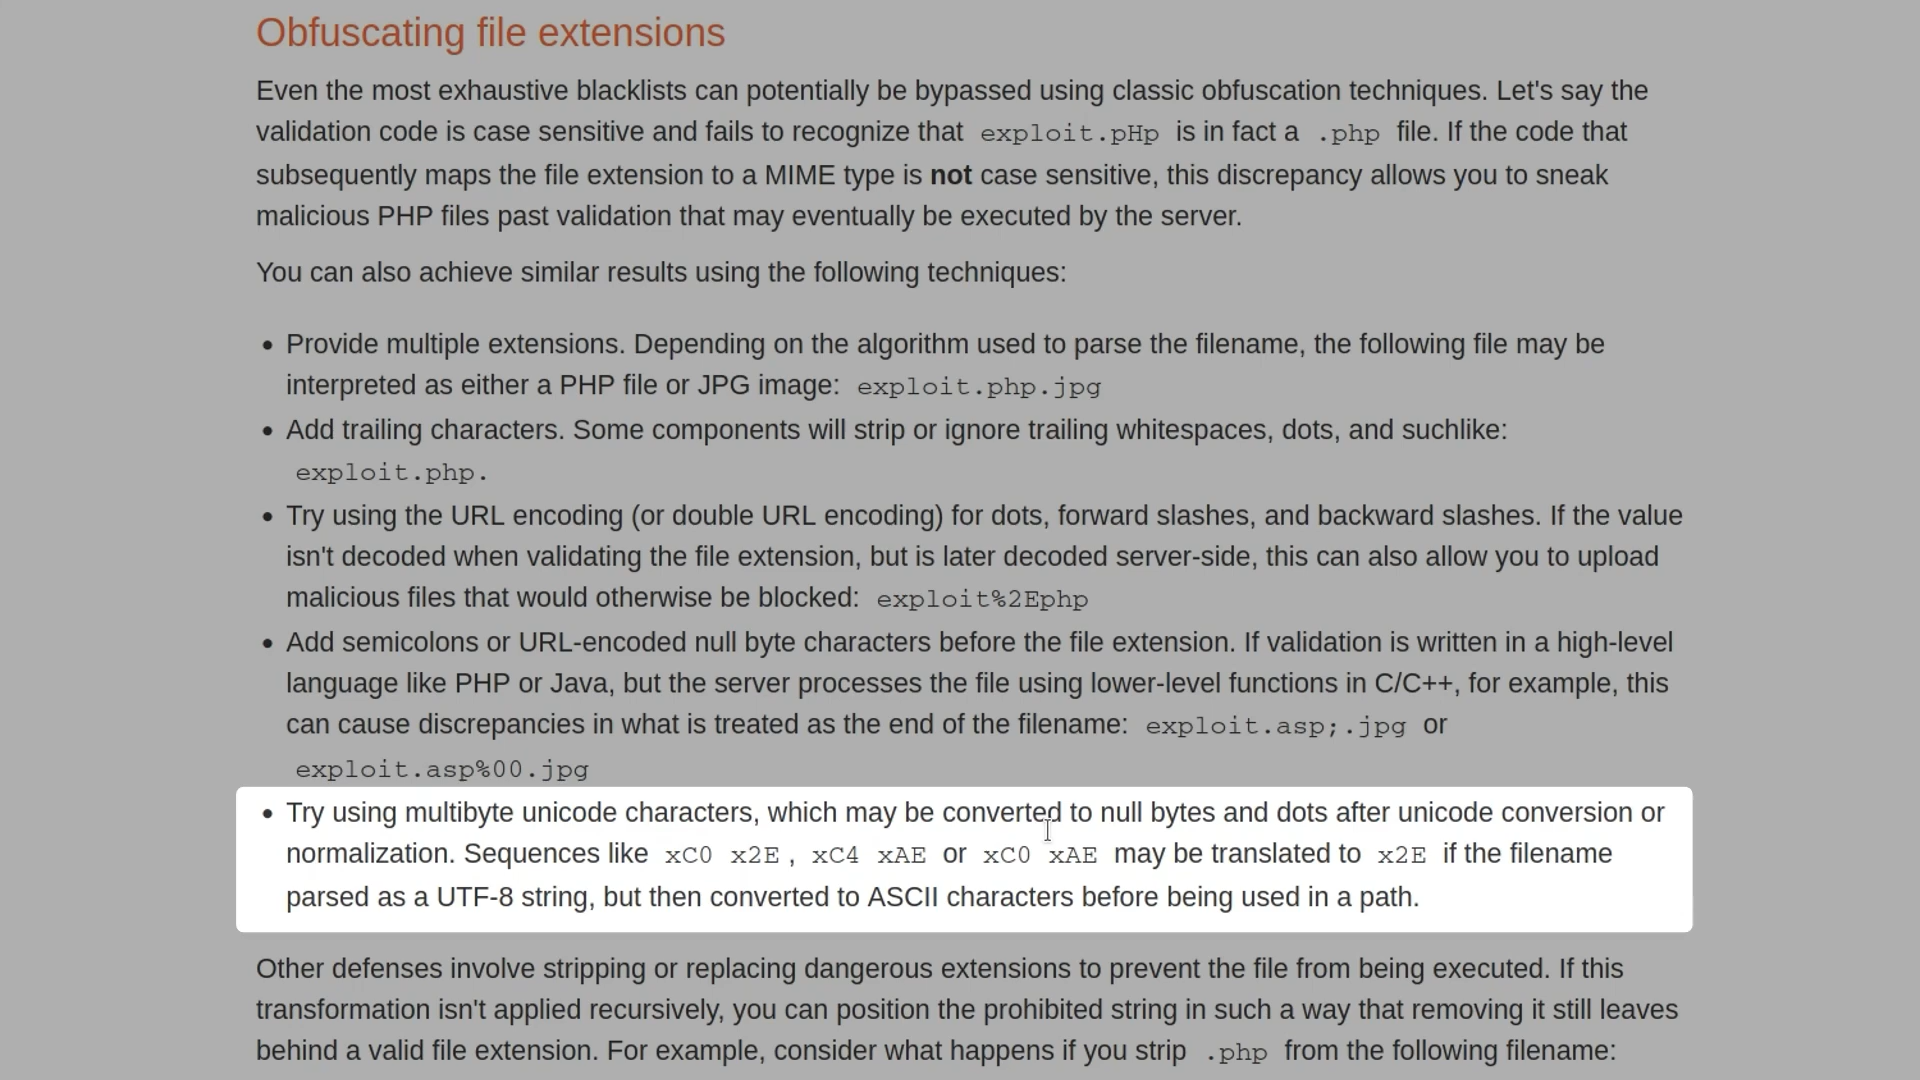 Obfuscating file extensions
Even the most exhaustive blacklists can potentially be bypassed using classic obfuscation techniques. Let's say the
validation code is case sensitive and fails to recognize that exploit.pHp is in fact a .php file. If the code that
subsequently maps the file extension to a MIME type is not case sensitive, this discrepancy allows you to sneak
malicious PHP files past validation that may eventually be executed by the server.
You can also achieve similar results using the following techniques:
• Provide multiple extensions. Depending on the algorithm used to parse the filename, the following file may be
interpreted as either a PHP file or JPG image: exploit.php.jpg
• Add trailing characters. Some components will strip or ignore trailing whitespaces, dots, and suchlike:
exploit.php.
• Try using the URL encoding (or double URL encoding) for dots, forward slashes, and backward slashes. If the value
isn't decoded when validating the file extension, but is later decoded server-side, this can also allow you to upload
malicious files that would otherwise be blocked: exploit%2Ephp
• Add semicolons or URL-encoded null byte characters before the file extension. If validation is written in a high-level
language like PHP or Java, but the server processes the file using lower-level functions in C/C++, for example, this
can cause discrepancies in what is treated as the end of the filename: exploit.asp;.jpg or
exploit.asp%00.jpg
• Try using multibyte unicode characters, which may be converted to null bytes and dots after unicode conversion or
normalization. Sequences like xC0 x2E , xC4 xAE or xC0 xAE may be translated to x2E if the filename
parsed as a UTF-8 string, but then converted to ASCII characters before being used in a path.
Other defenses involve stripping or replacing dangerous extensions to prevent the file from being executed. If this
transformation isn't applied recursively, you can position the prohibited string in such a way that removing it still leaves
behind a valid file extension. For example, consider what happens if you strip .php from the following filename: